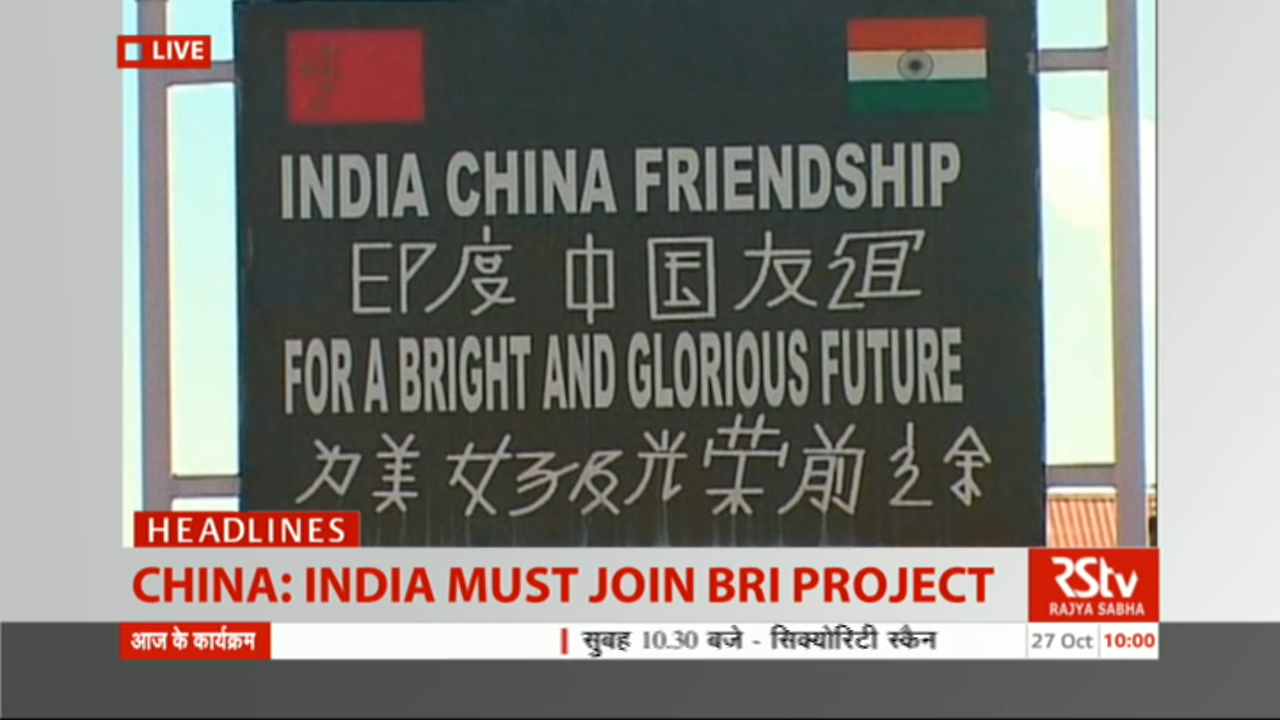 LIVE
INDIA CHINA FRIENDSHIP
印度 中国友谊
FOR A BRIGHT AND GLORIOUS FUTURE
为美好及光荣前途
HEADLINES
CHINA: INDIA MUST JOIN BRI PROJECT
RStv
RAJYA SABHA
आज के कार्यक्रम
| सुबह 10.30 बजे - सिक्योरिटी स्कैन
27 Oct 10:00